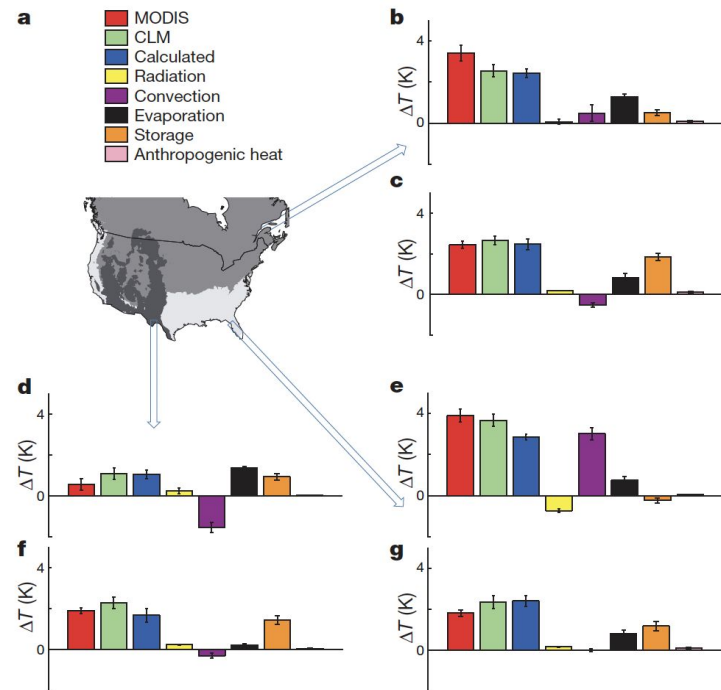 a
MODIS
CLM
Calculated
Radiation
Convection
Evaporation
Storage
Anthropogenic heat
b
4
0
ΔT (K)
c
4
0
ΔT (K)
d
4
0
ΔT (K)
e
4
0
ΔT (K)
f
4
0
ΔT (K)
g
4
0
ΔT (K)